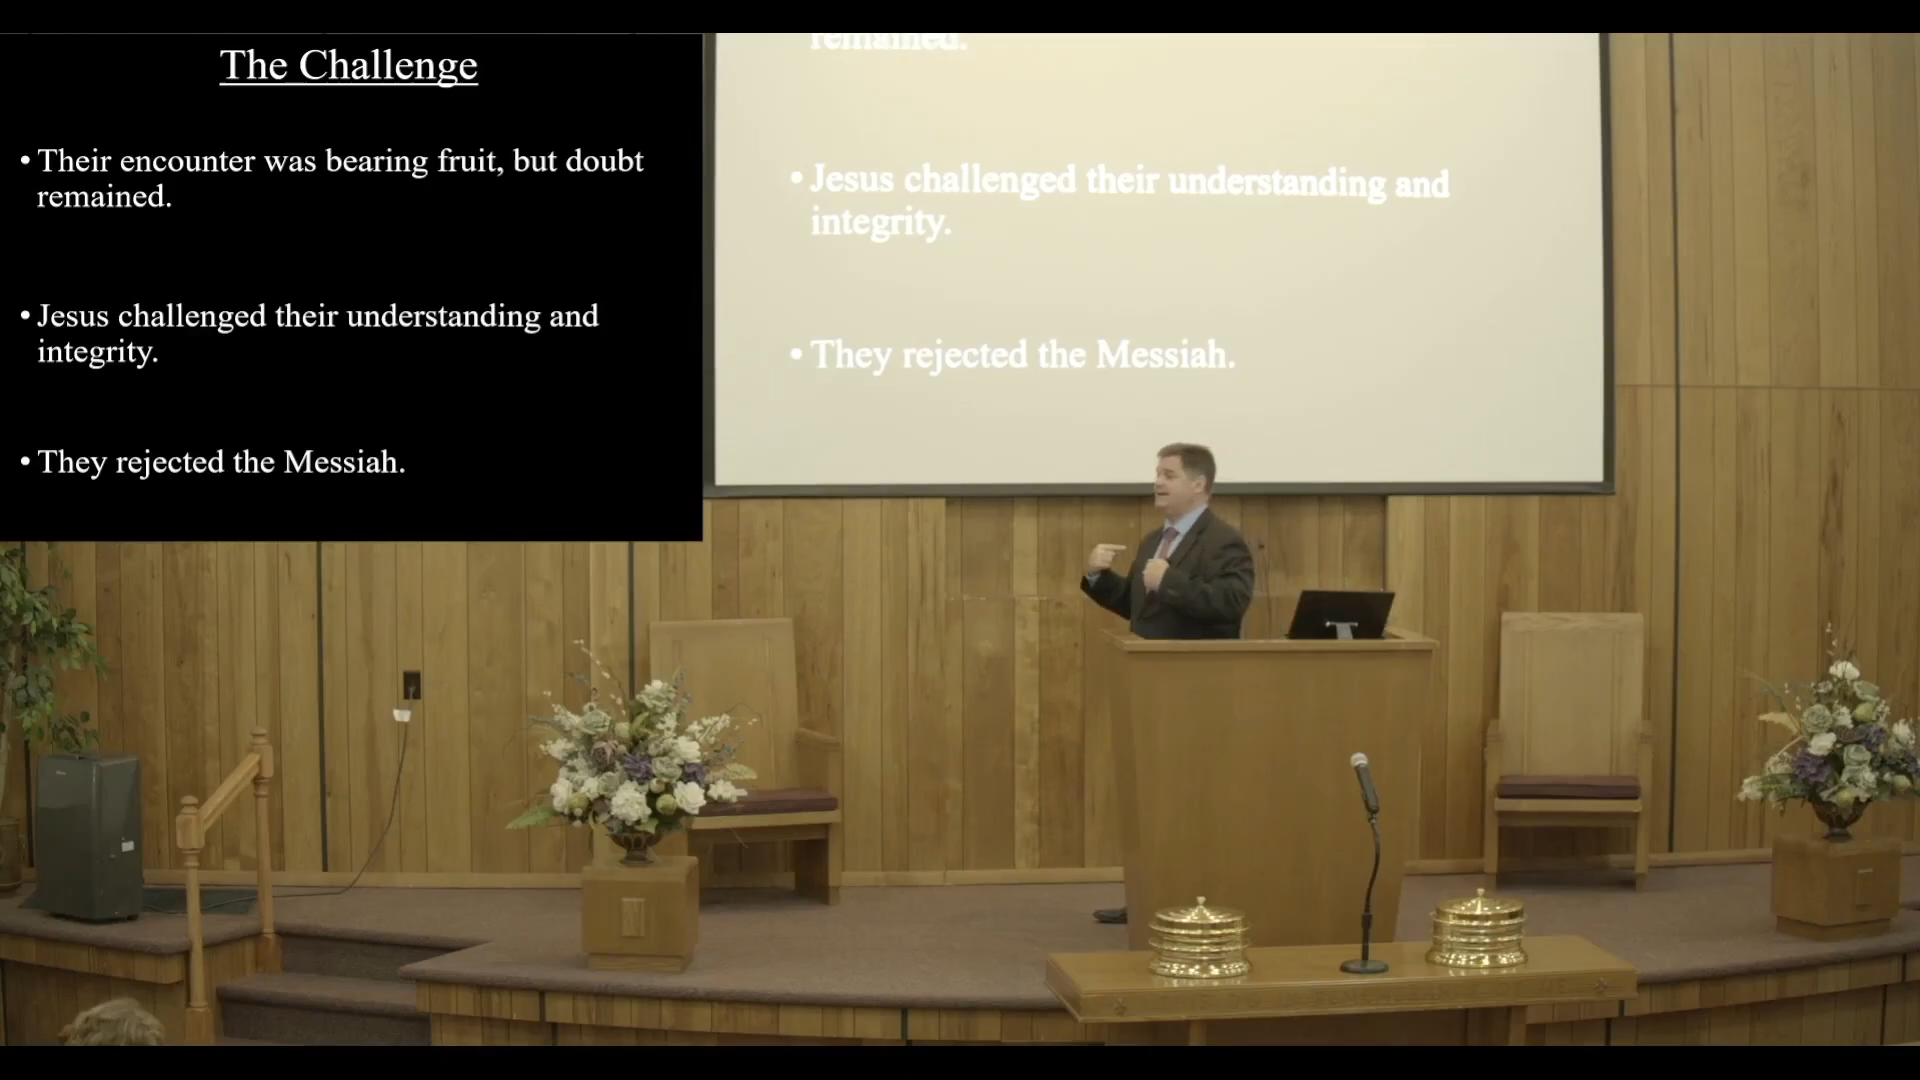 The Challenge
• Their encounter was bearing fruit, but doubt
remained.
• Jesus challenged their understanding and
integrity.
• They rejected the Messiah.
remained.
• Jesus challenged their understanding and
integrity.
• They rejected the Messiah.